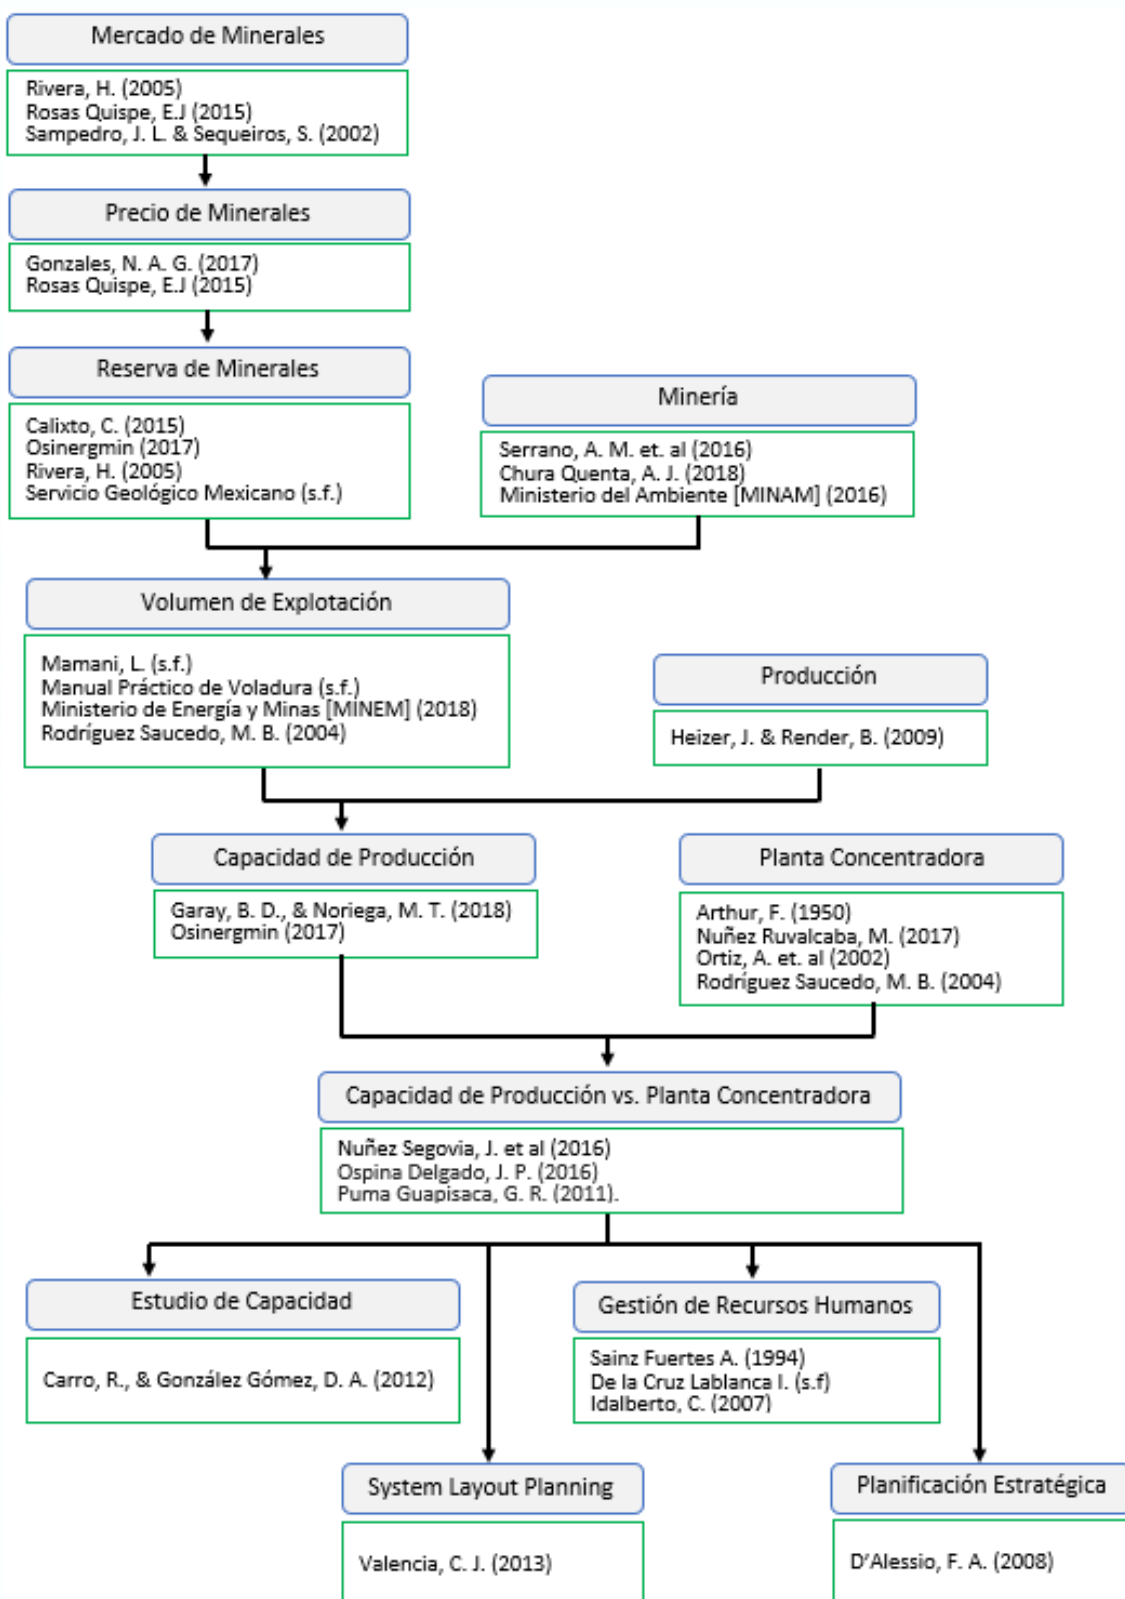 Mercado de Minerales
Rivera, H. (2005)
Rosas Quispe, E.J (2015)
Sampedro, J. L. & Sequeiros, S. (2002)
Precio de Minerales
Gonzales, N. A. G. (2017)
Rosas Quispe, E.J (2015)
Reserva de Minerales
Calixto, C. (2015)
Osinergmin (2017)
Rivera, H. (2005)
Servicio Geológico Mexicano (s.f.)
Minería
Serrano, A. M. et. al (2016)
Chura Quenta, A. J. (2018)
Ministerio del Ambiente [MINAM] (2016)
Volumen de Explotación
Mamani, L. (s.f.)
Manual Práctico de Voladura (s.f.)
Ministerio de Energía y Minas [MINEM] (2018)
Rodríguez Saucedo, M. B. (2004)
Producción
Heizer, J. & Render, B. (2009)
Capacidad de Producción
Garay, B. D., & Noriega, M. T. (2018)
Osinergmin (2017)
Planta Concentradora
Arthur, F. (1950)
Nuñez Ruvalcaba, M. (2017)
Ortiz, A. et. al (2002)
Rodríguez Saucedo, M. B. (2004)
Capacidad de Producción vs. Planta Concentradora
Nuñez Segovia, J. et al (2016)
Ospina Delgado, J. P. (2016)
Puma Guapisaca, G. R. (2011).
Estudio de Capacidad
Carro, R., & González Gómez, D. A. (2012)
Gestión de Recursos Humanos
Sainz Fuertes A. (1994)
De la Cruz Lablanca I. (s.f)
Idalberto, C. (2007)
System Layout Planning
Valencia, C. J. (2013)
Planificación Estratégica
D’Alessio, F. A. (2008)